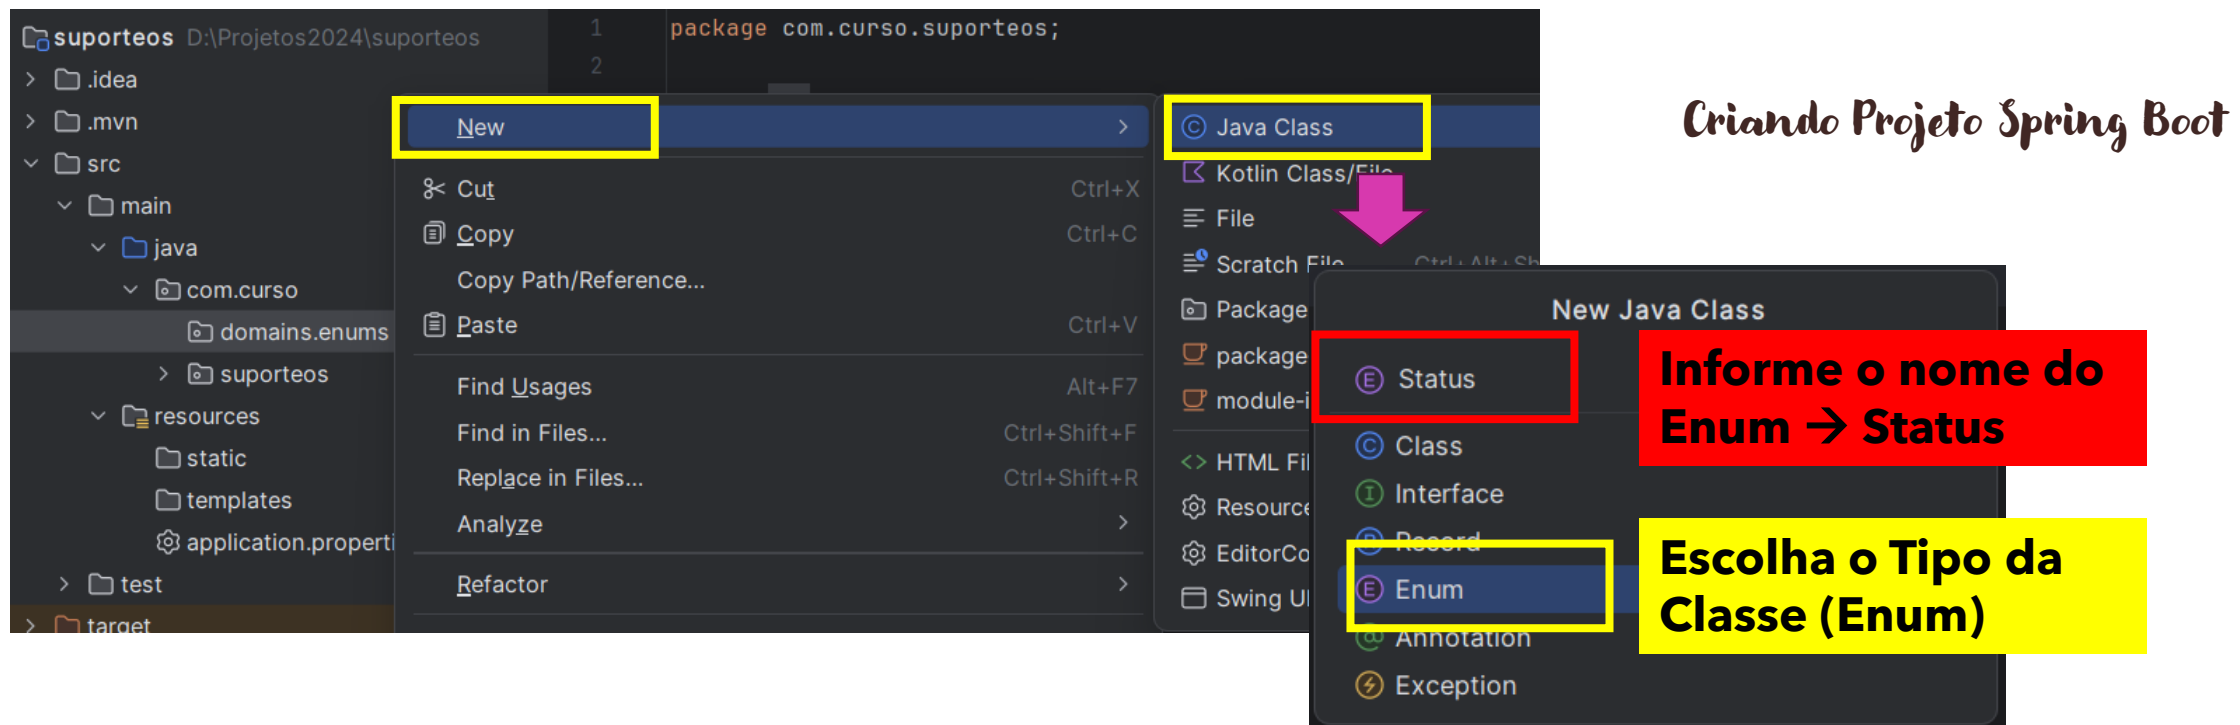 suporteos D:\Projetos2024\suporteos
.idea
.mvn
src
main
java
com.curso
domains.enums
suporteos
resources
static
templates
application.properti
test
target
1 package com.curso.suporteos;
2
New
Cut Ctrl+X
Copy Ctrl+C
Copy Path/Reference...
Paste Ctrl+V
Find Usages Alt+F7
Find in Files... Ctrl+Shift+F
Replace in Files... Ctrl+Shift+R
Analyze
Refactor
Java Class
Kotlin Class/File
File
Scratch File Ctrl+Alt+Sh
Package
package
module-i
HTML Fil
Resource
EditorCo
Swing UI
Criando Projeto Spring Boot
New Java Class
Status
Class
Interface
Record
Enum
Annotation
Exception
Informe o nome do
Enum → Status
Escolha o Tipo da
Classe (Enum)